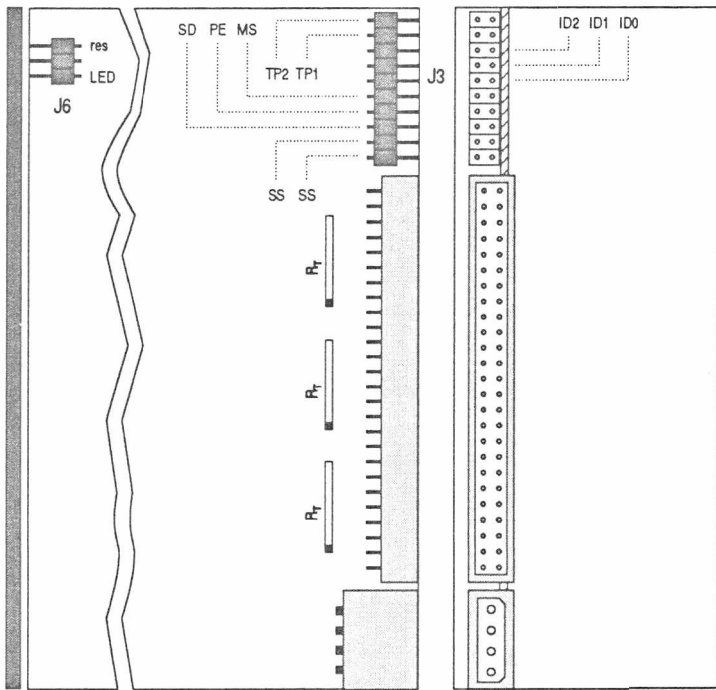 SD PE MS
ID2 ID1 ID0
res
LED
J6
TP2 TP1
J3
SS SS
RT
RT
RT